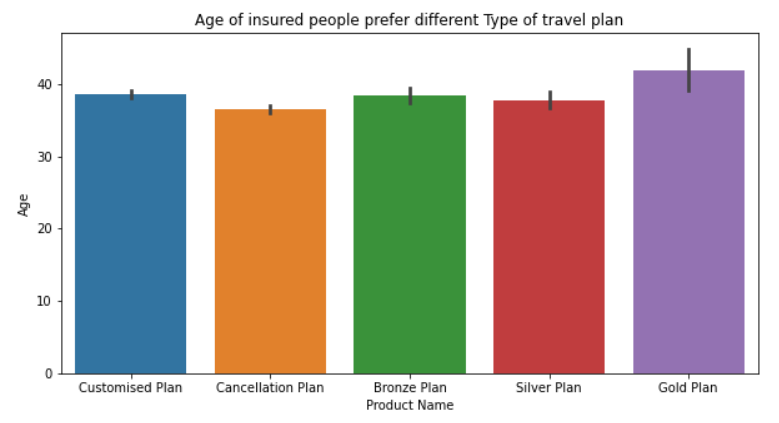 Age of insured people prefer different Type of travel plan
Age
40
30
20
10
0
Customised Plan Cancellation Plan Bronze Plan Silver Plan Gold Plan
Product Name